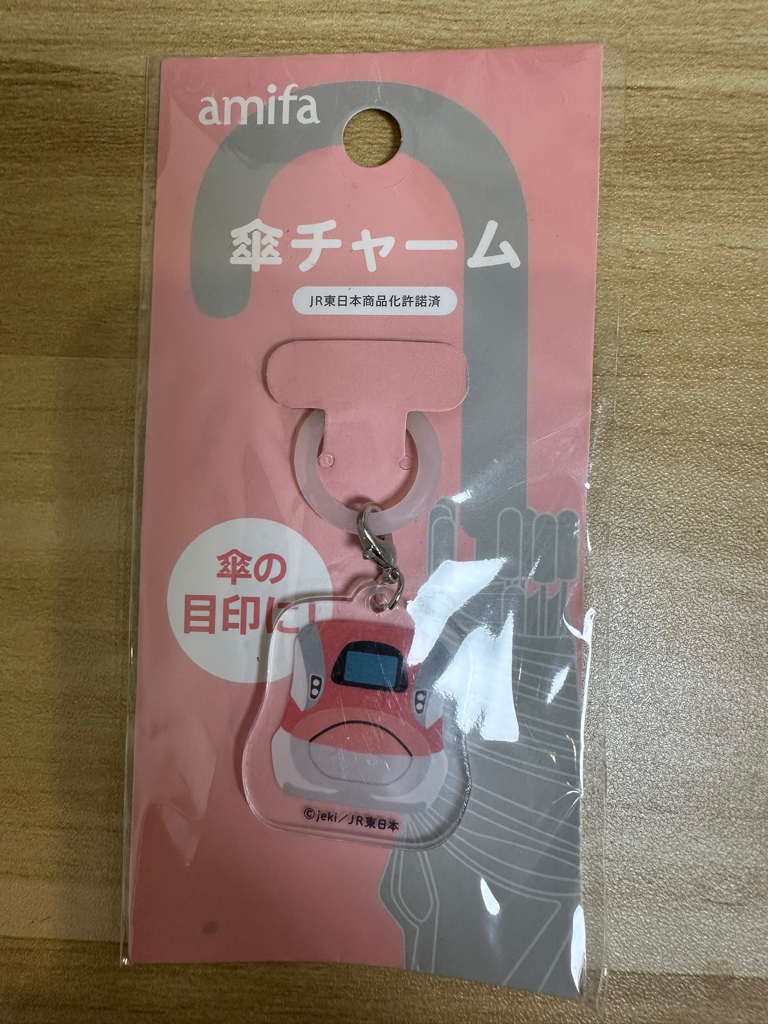 amifa
傘チャーム
JR東日本商品化許諾済
傘の
目印に!
©jeki／JR東日本